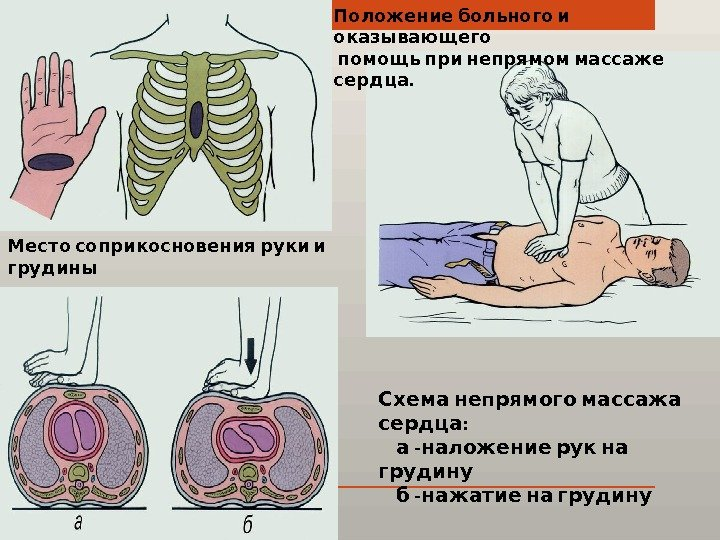 Положение больного и
оказывающего
помощь при непрямом массаже
сердца.
Место соприкосновения руки и
грудины
Схема непрямого массажа
сердца:
а -наложение рук на
грудину
б -нажатие на грудину
а
б